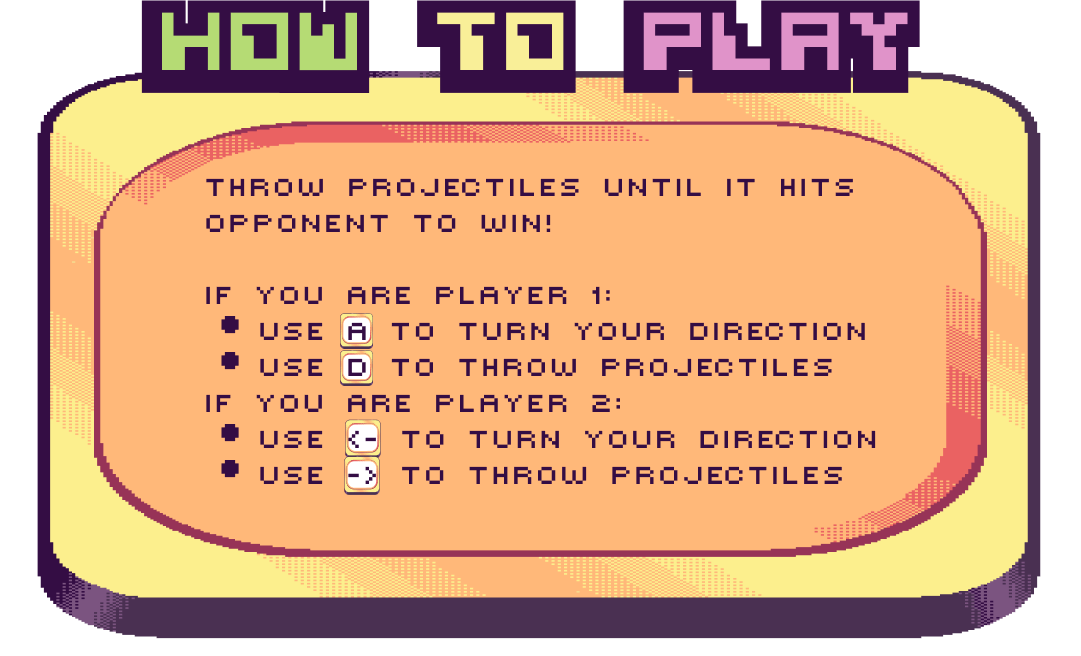 HOW TO PLAY
THROW PROJECTILES UNTIL IT HITS
OPPONENT TO WIN!
IF YOU ARE PLAYER 1:
• USE A TO TURN YOUR DIRECTION
• USE D TO THROW PROJECTILES
IF YOU ARE PLAYER 2:
• USE <- TO TURN YOUR DIRECTION
• USE -> TO THROW PROJECTILES